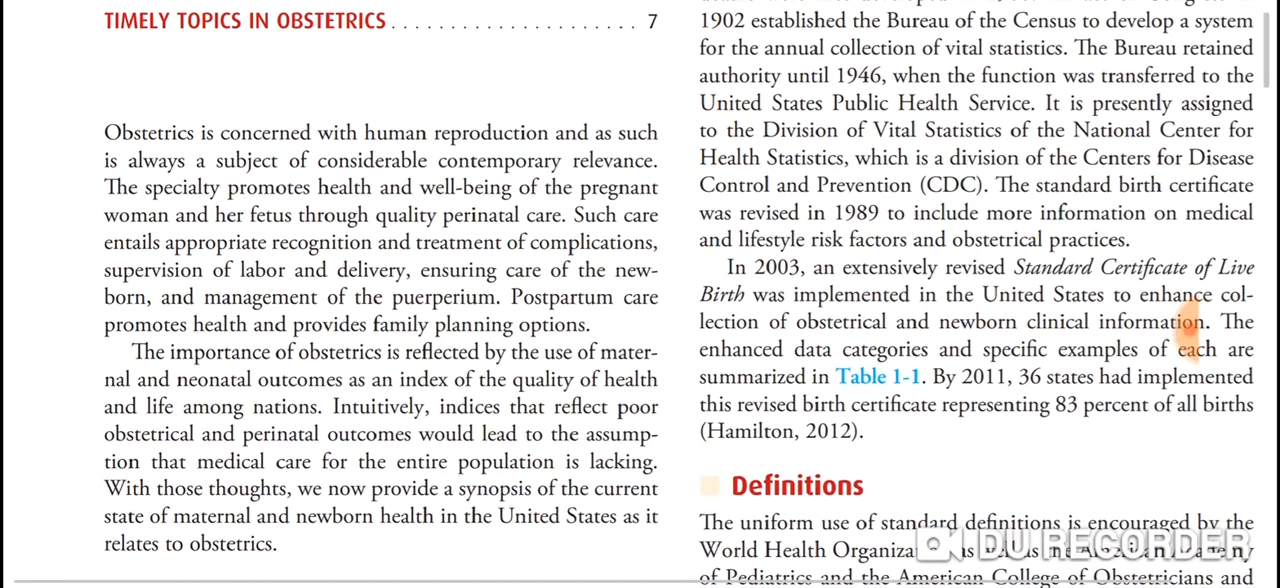 TIMELY TOPICS IN OBSTETRICS . . . . . . . . . . . . . . . . . . . . . . 7
Obstetrics is concerned with human reproduction and as such
is always a subject of considerable contemporary relevance.
The specialty promotes health and well-being of the pregnant
woman and her fetus through quality perinatal care. Such care
entails appropriate recognition and treatment of complications,
supervision of labor and delivery, ensuring care of the new-
born, and management of the puerperium. Postpartum care
promotes health and provides family planning options.
The importance of obstetrics is reflected by the use of mater-
nal and neonatal outcomes as an index of the quality of health
and life among nations. Intuitively, indices that reflect poor
obstetrical and perinatal outcomes would lead to the assump-
tion that medical care for the entire population is lacking.
With those thoughts, we now provide a synopsis of the current
state of maternal and newborn health in the United States as it
relates to obstetrics.
1902 established the Bureau of the Census to develop a system
for the annual collection of vital statistics. The Bureau retained
authority until 1946, when the function was transferred to the
United States Public Health Service. It is presently assigned
to the Division of Vital Statistics of the National Center for
Health Statistics, which is a division of the Centers for Disease
Control and Prevention (CDC). The standard birth certificate
was revised in 1989 to include more information on medical
and lifestyle risk factors and obstetrical practices.
In 2003, an extensively revised Standard Certificate of Live
Birth was implemented in the United States to enhance col-
lection of obstetrical and newborn clinical information. The
enhanced data categories and specific examples of each are
summarized in Table 1-1. By 2011, 36 states had implemented
this revised birth certificate representing 83 percent of all births
(Hamilton, 2012).
Definitions
The uniform use of standard definitions is encouraged by the
World Health as well as the American Academy
of Pediatrics and the American College of Obstetricians and
DU RECORDER